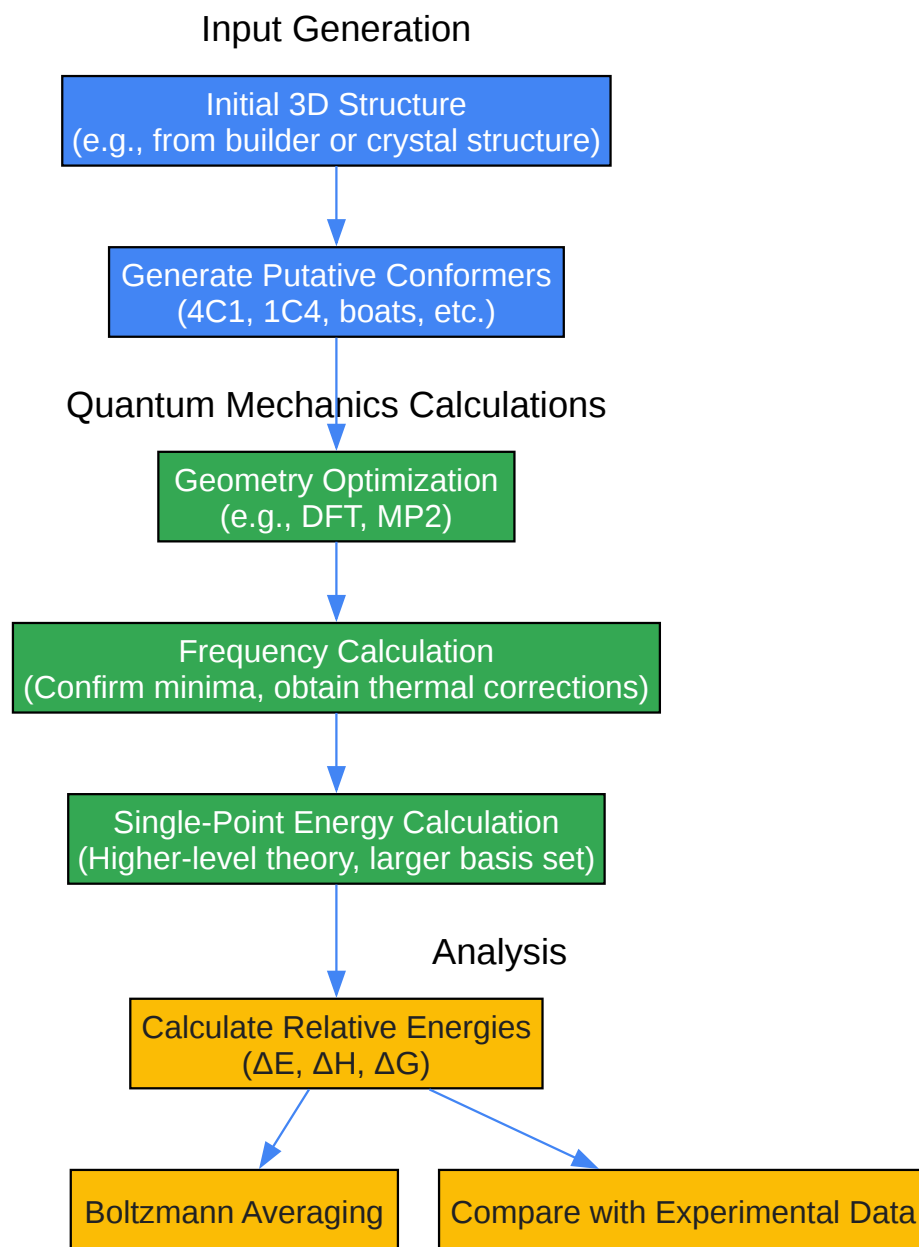 Input Generation
Initial 3D Structure
(e.g., from builder or crystal structure)
Generate Putative Conformers
(4C1, 1C4, boats, etc.)
Quantum Mechanics Calculations
Geometry Optimization
(e.g., DFT, MP2)
Frequency Calculation
(Confirm minima, obtain thermal corrections)
Single-Point Energy Calculation
(Higher-level theory, larger basis set)
Analysis
Calculate Relative Energies
(ΔE, ΔH, ΔG)
Boltzmann Averaging
Compare with Experimental Data